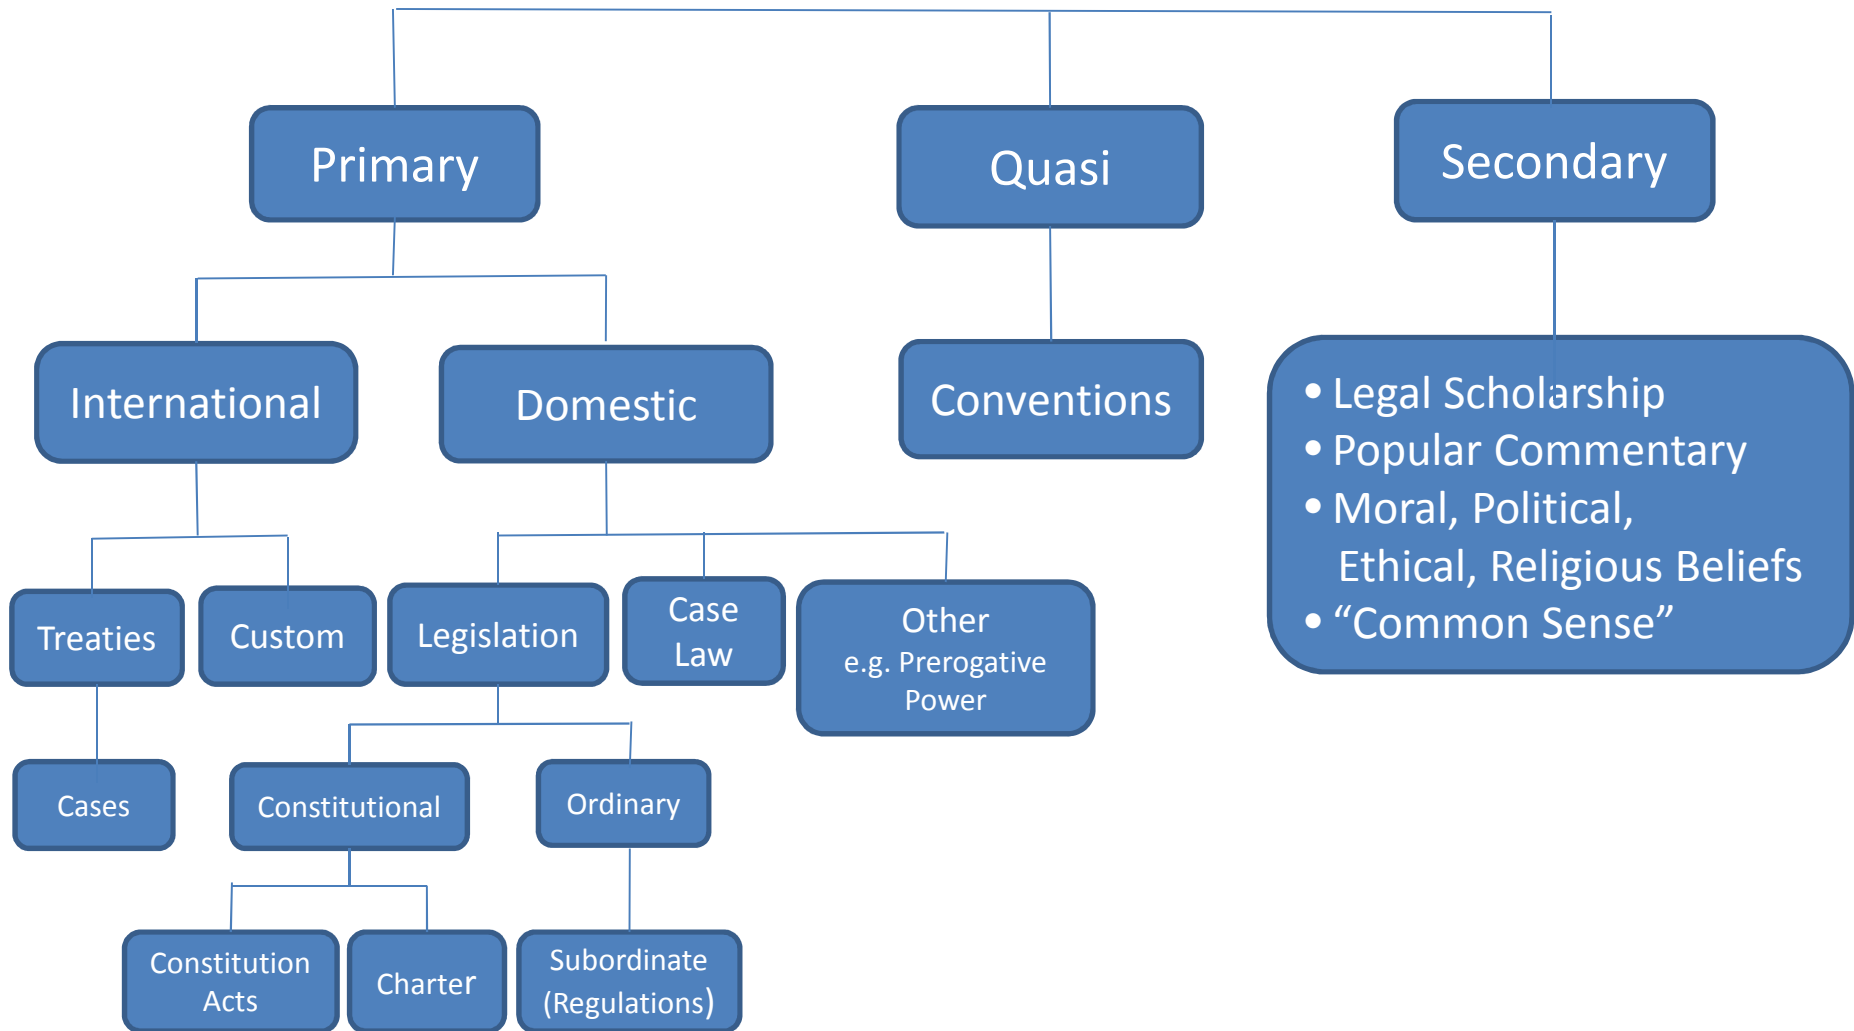 Primary
Quasi
Secondary
International
Domestic
Conventions
• Legal Scholarship
• Popular Commentary
• Moral, Political,
Ethical, Religious Beliefs
• “Common Sense”
Treaties
Custom
Legislation
Case
Law
Other
e.g. Prerogative
Power
Cases
Constitutional
Ordinary
Constitution
Acts
Charter
Subordinate
(Regulations)